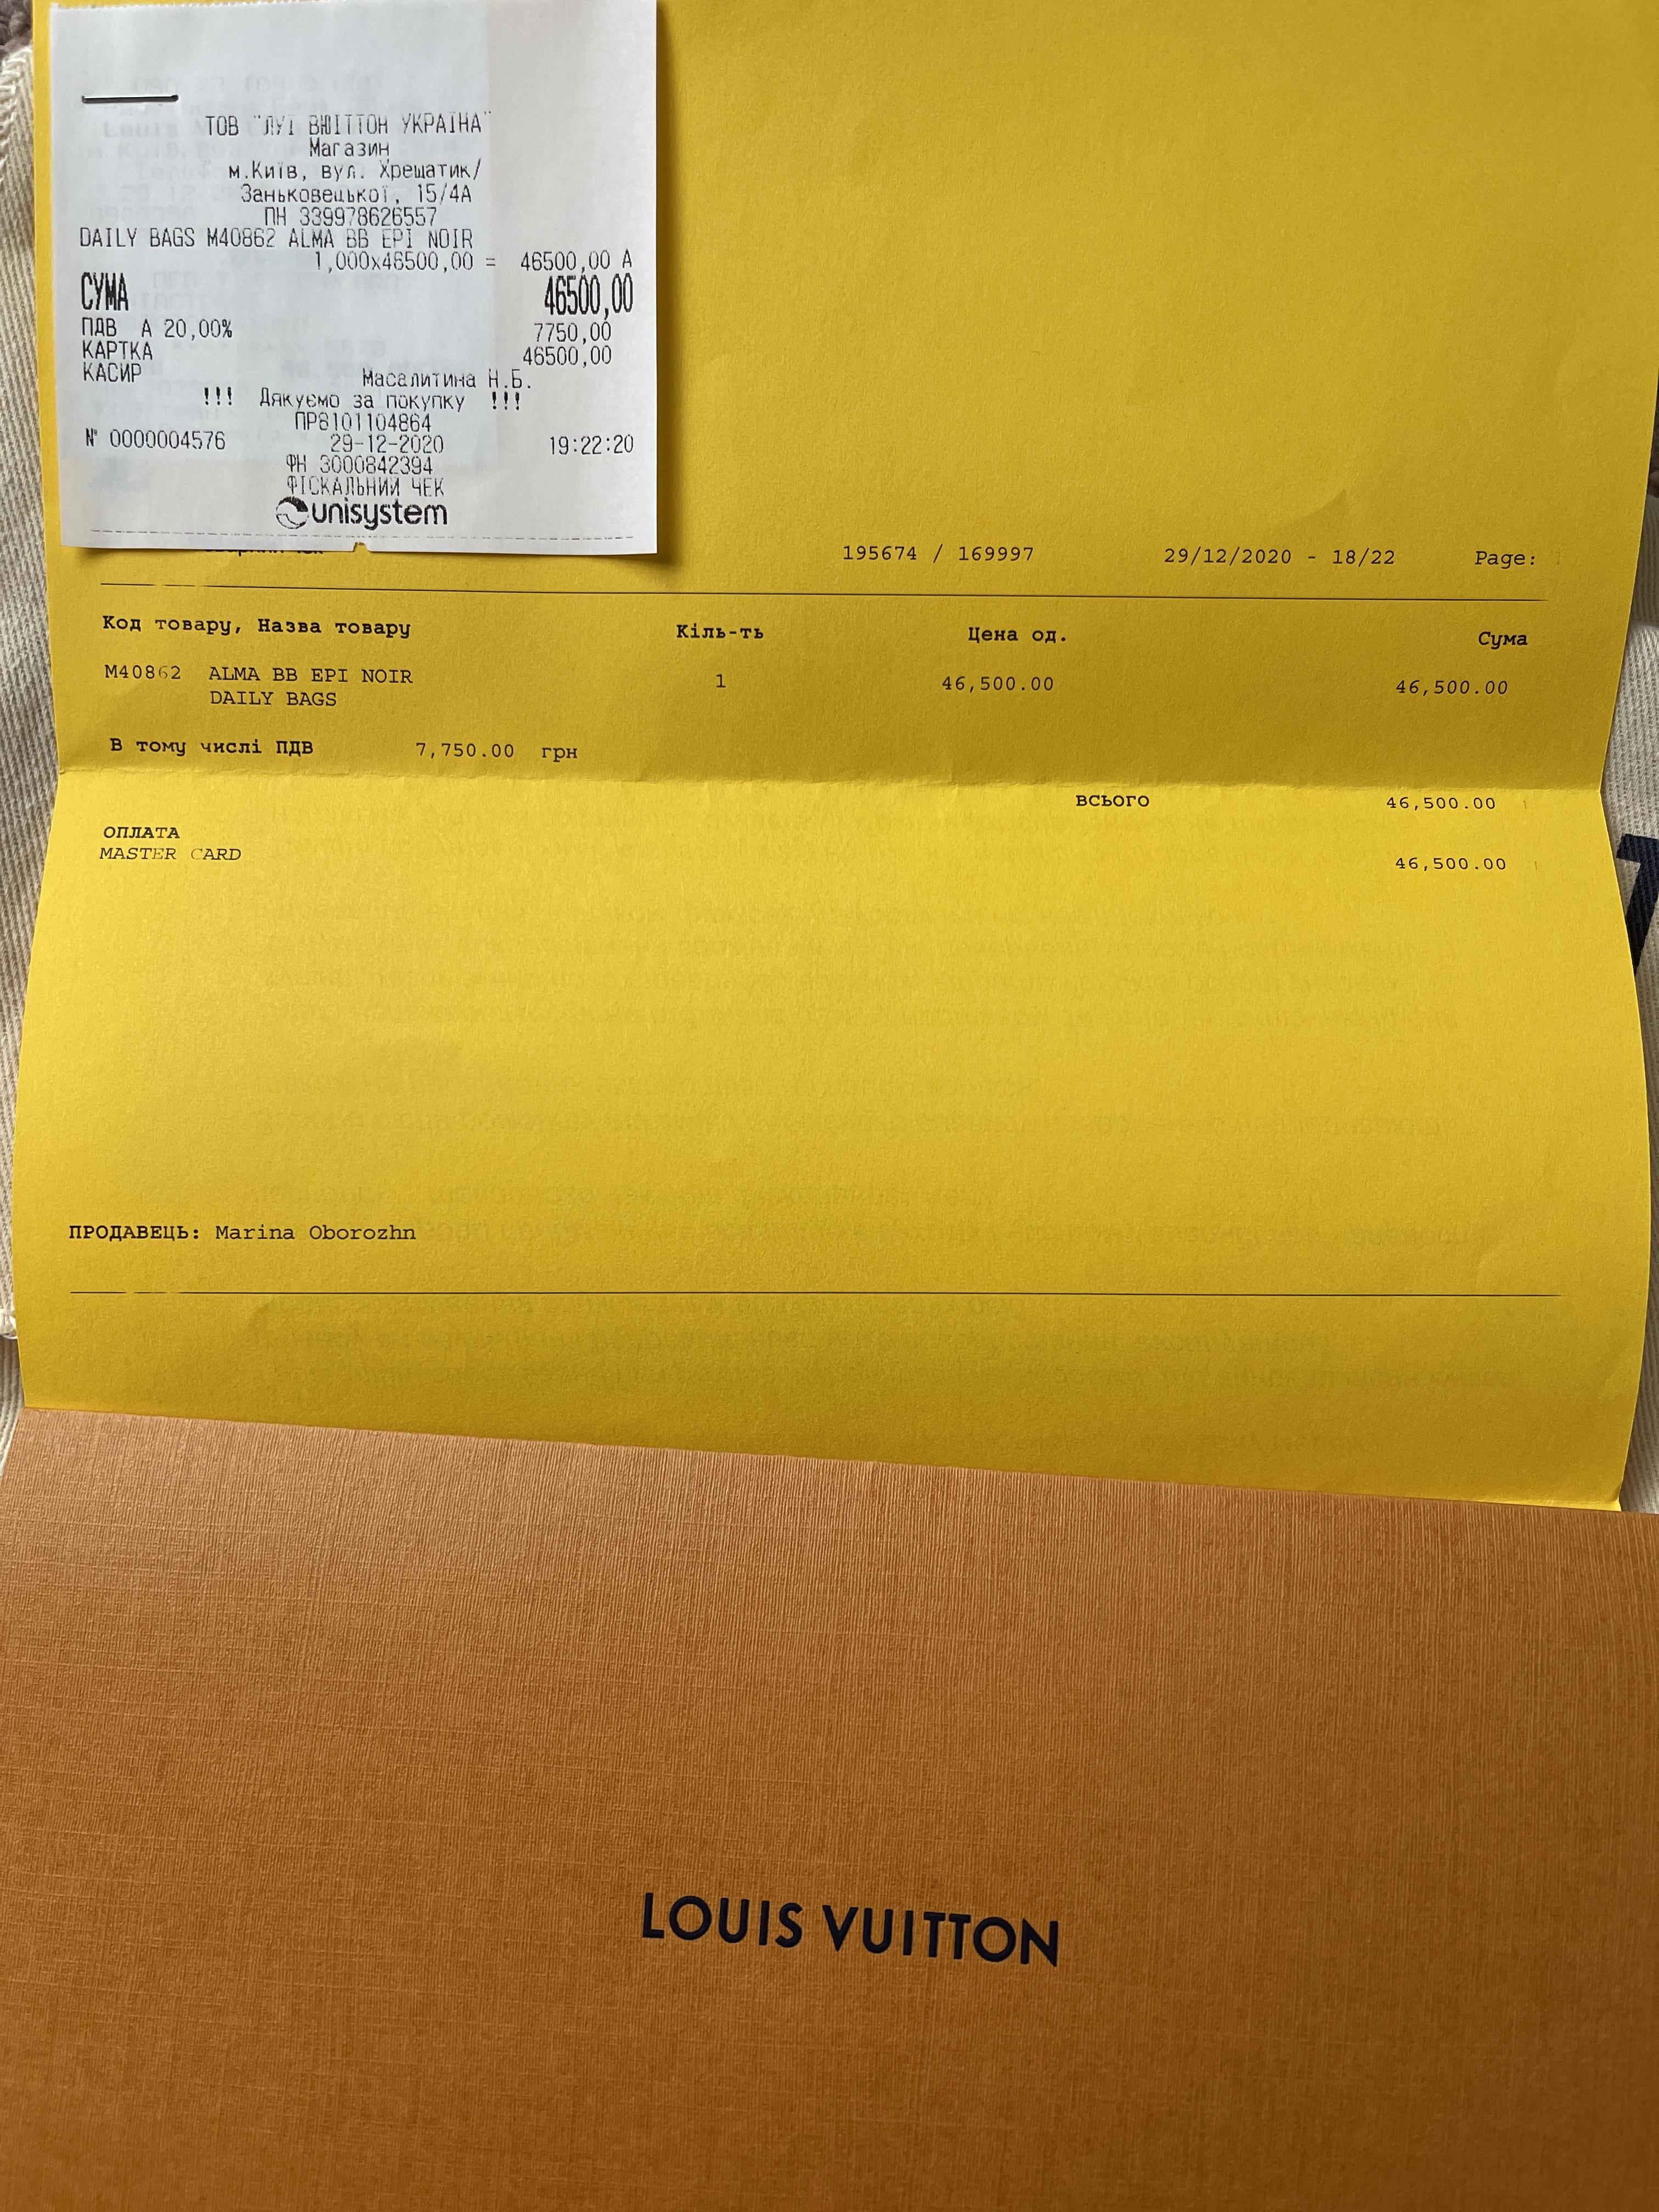 ТОВ "ЛУІ ВЮІТТОН УКРАЇНА"
Магазин
м.Київ, вул. Хрещатик/
Заньковецької, 15/4А
ПН 339978626557
DAILY BAGS M40862 ALMA BB EPI NOIR
1,000x46500,00 = 46500,00 А
СУМА 46500,00
ПДВ А 20,00% 7750,00
КАРТКА 46500,00
КАСИР Масалитина Н.Б.
!!! Дякуємо за покупку !!!
ПР8101104864
№ 0000004576 29-12-2020 19:22:20
ФН 3000842394
ФІСКАЛЬНИЙ ЧЕК
unisystem
195674 / 169997 29/12/2020 - 18/22 Page:
Код товару, Назва товару Кіль-ть Цена од. Сума
M40862 ALMA BB EPI NOIR 1 46,500.00 46,500.00
DAILY BAGS
В тому числі ПДВ 7,750.00 грн
ВСЬОГО 46,500.00
ОПЛАТА
MASTER CARD 46,500.00
ПРОДАВЕЦЬ: Marina Oborozhn
LOUIS VUITTON